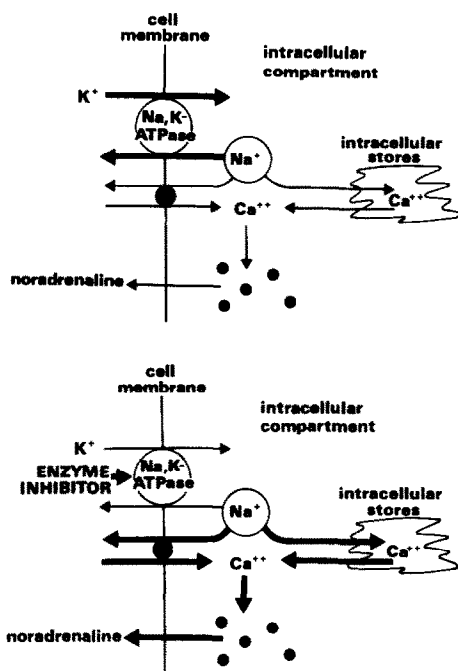 cell
membrane
intracellular
compartment
K+
Na,K-
ATPase
Na+
intracellular
stores
Ca++
Ca++
noradrenaline
cell
membrane
intracellular
compartment
K+
ENZYME
INHIBITOR
Na,K-
ATPase
Na+
intracellular
stores
Ca++
Ca++
noradrenaline